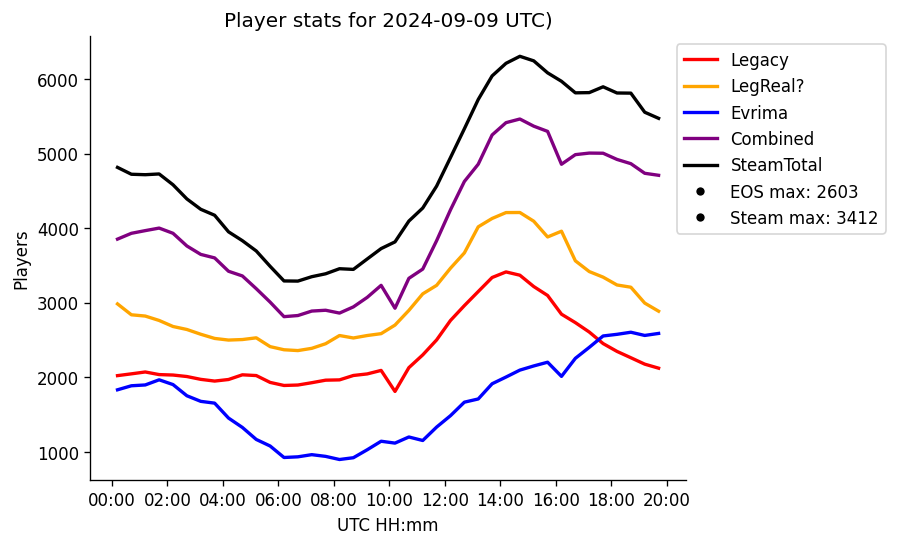 Player stats for 2024-09-09 UTC)
Legacy
LegReal?
Evrima
Combined
SteamTotal
EOS max: 2603
Steam max: 3412
Players
6000
5000
4000
3000
2000
1000
00:00 02:00 04:00 06:00 08:00 10:00 12:00 14:00 16:00 18:00 20:00
UTC HH:mm